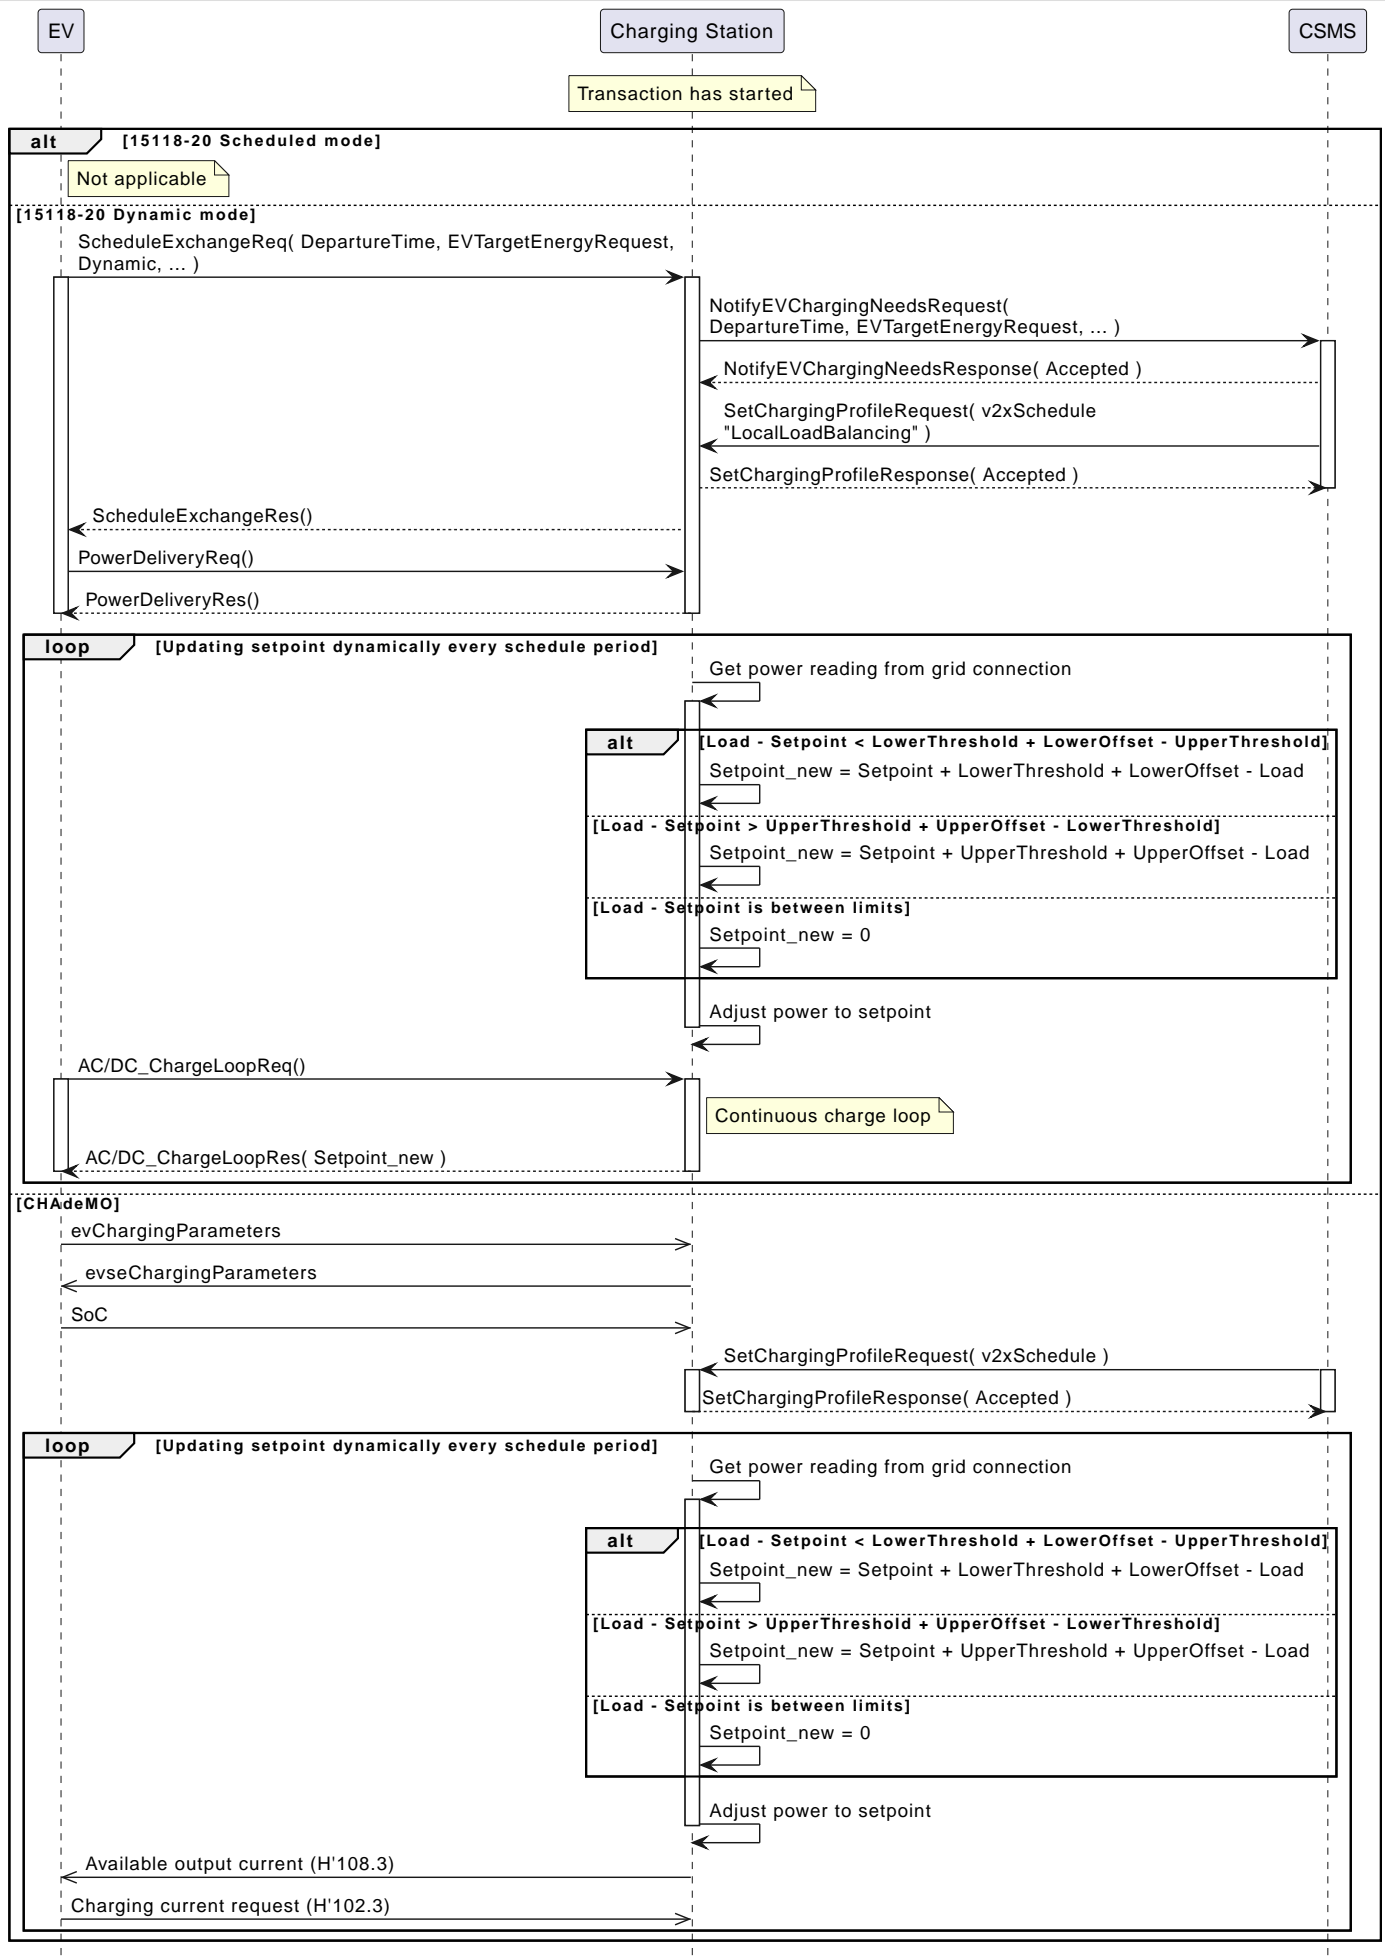 EV
Charging Station
CSMS
Transaction has started
alt
[15118-20 Scheduled mode]
Not applicable
[15118-20 Dynamic mode]
ScheduleExchangeReq( DepartureTime, EVTargetEnergyRequest,
Dynamic, ... )
NotifyEVChargingNeedsRequest(
DepartureTime, EVTargetEnergyRequest, ... )
NotifyEVChargingNeedsResponse( Accepted )
SetChargingProfileRequest( v2xSchedule
"LocalLoadBalancing" )
SetChargingProfileResponse( Accepted )
ScheduleExchangeRes()
PowerDeliveryReq()
PowerDeliveryRes()
loop
[Updating setpoint dynamically every schedule period]
Get power reading from grid connection
alt
[Load - Setpoint < LowerThreshold + LowerOffset - UpperThreshold]
Setpoint_new = Setpoint + LowerThreshold + LowerOffset - Load
[Load - Setpoint > UpperThreshold + UpperOffset - LowerThreshold]
Setpoint_new = Setpoint + UpperThreshold + UpperOffset - Load
[Load - Setpoint is between limits]
Setpoint_new = 0
Adjust power to setpoint
AC/DC_ChargeLoopReq()
Continuous charge loop
AC/DC_ChargeLoopRes( Setpoint_new )
[CHAdeMO]
evChargingParameters
evseChargingParameters
SoC
SetChargingProfileRequest( v2xSchedule )
SetChargingProfileResponse( Accepted )
loop
[Updating setpoint dynamically every schedule period]
Get power reading from grid connection
alt
[Load - Setpoint < LowerThreshold + LowerOffset - UpperThreshold]
Setpoint_new = Setpoint + LowerThreshold + LowerOffset - Load
[Load - Setpoint > UpperThreshold + UpperOffset - LowerThreshold]
Setpoint_new = Setpoint + UpperThreshold + UpperOffset - Load
[Load - Setpoint is between limits]
Setpoint_new = 0
Adjust power to setpoint
Available output current (H'108.3)
Charging current request (H'102.3)